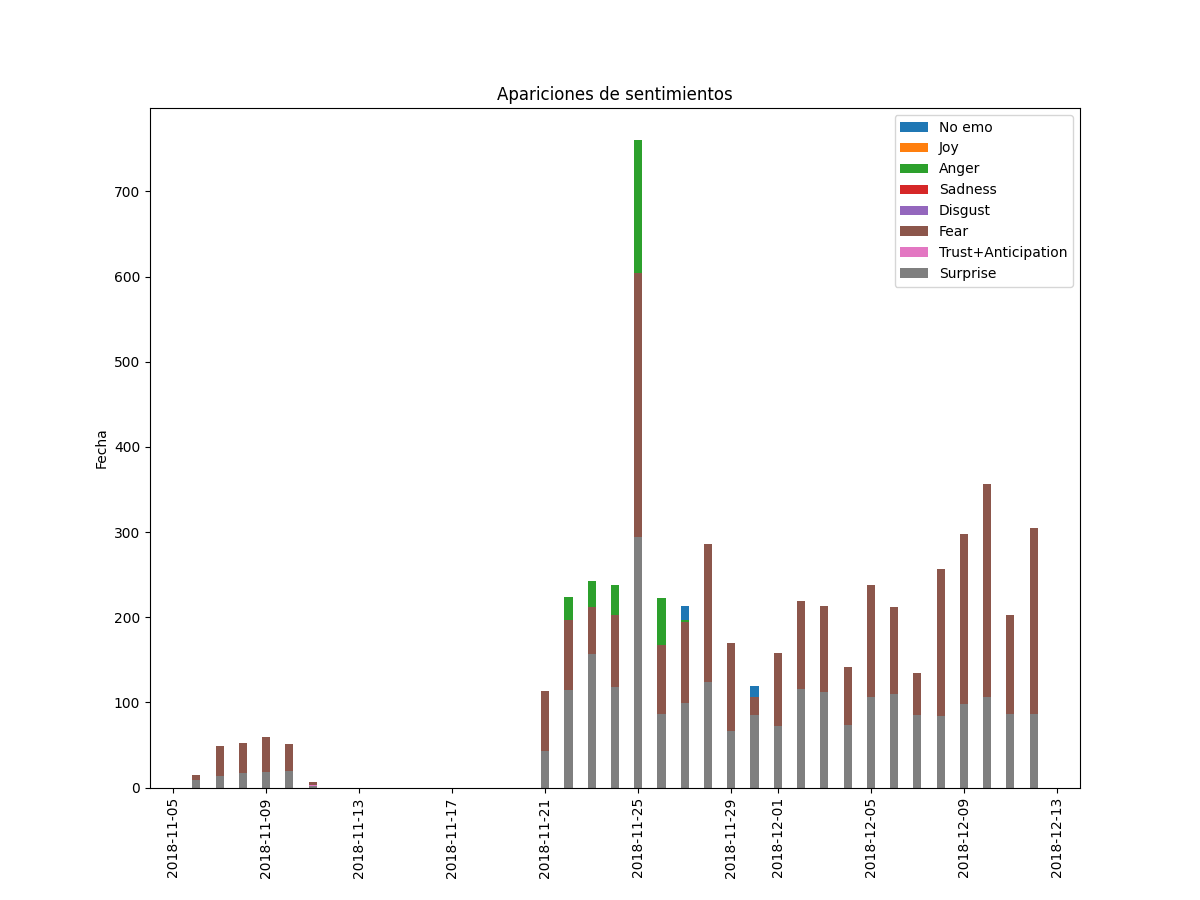 Apariciones de sentimientos
No emo
Joy
Anger
Sadness
Disgust
Fear
Trust+Anticipation
Surprise
Fecha
700
600
500
400
300
200
100
0
2018-11-05
2018-11-09
2018-11-13
2018-11-17
2018-11-21
2018-11-25
2018-11-29
2018-12-01
2018-12-05
2018-12-09
2018-12-13